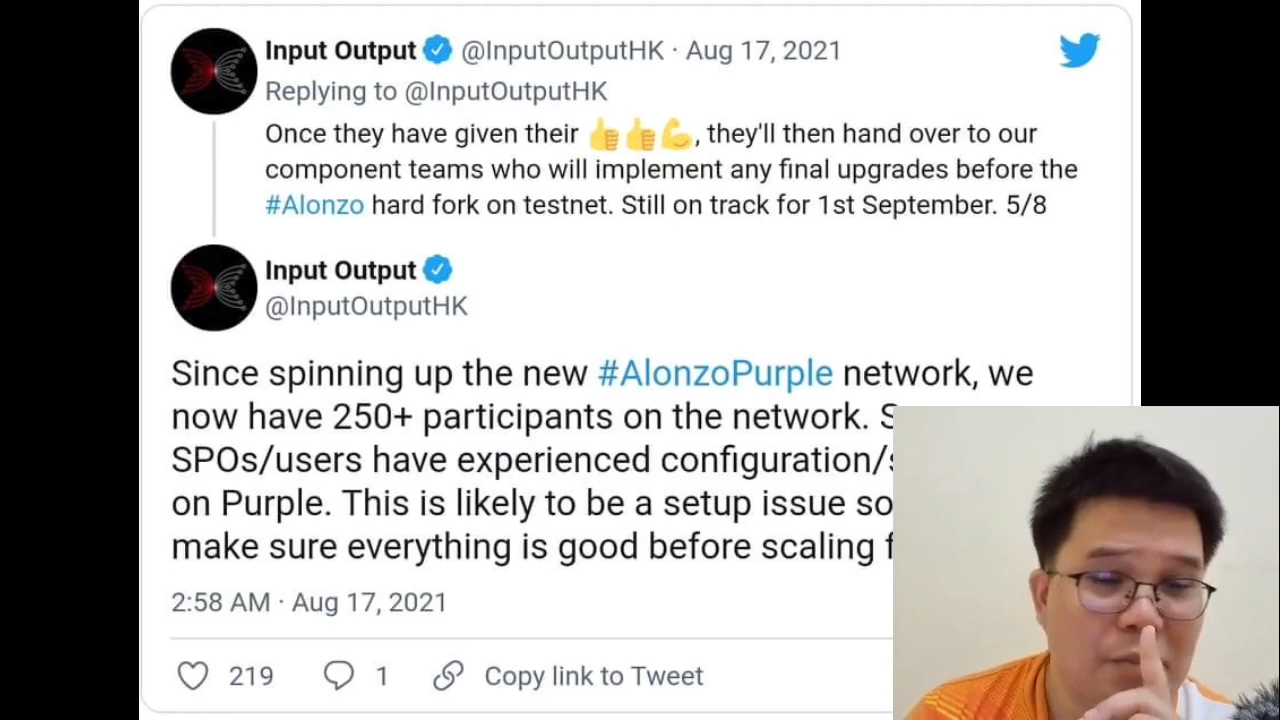 Input Output @InputOutputHK · Aug 17, 2021
Replying to @InputOutputHK
Once they have given their 👍👍💪, they'll then hand over to our
component teams who will implement any final upgrades before the
#Alonzo hard fork on testnet. Still on track for 1st September. 5/8
Input Output
@InputOutputHK
Since spinning up the new #AlonzoPurple network, we
now have 250+ participants on the network.
SPOs/users have experienced configuration/
on Purple. This is likely to be a setup issue so
make sure everything is good before scaling
2:58 AM · Aug 17, 2021
219 1 Copy link to Tweet